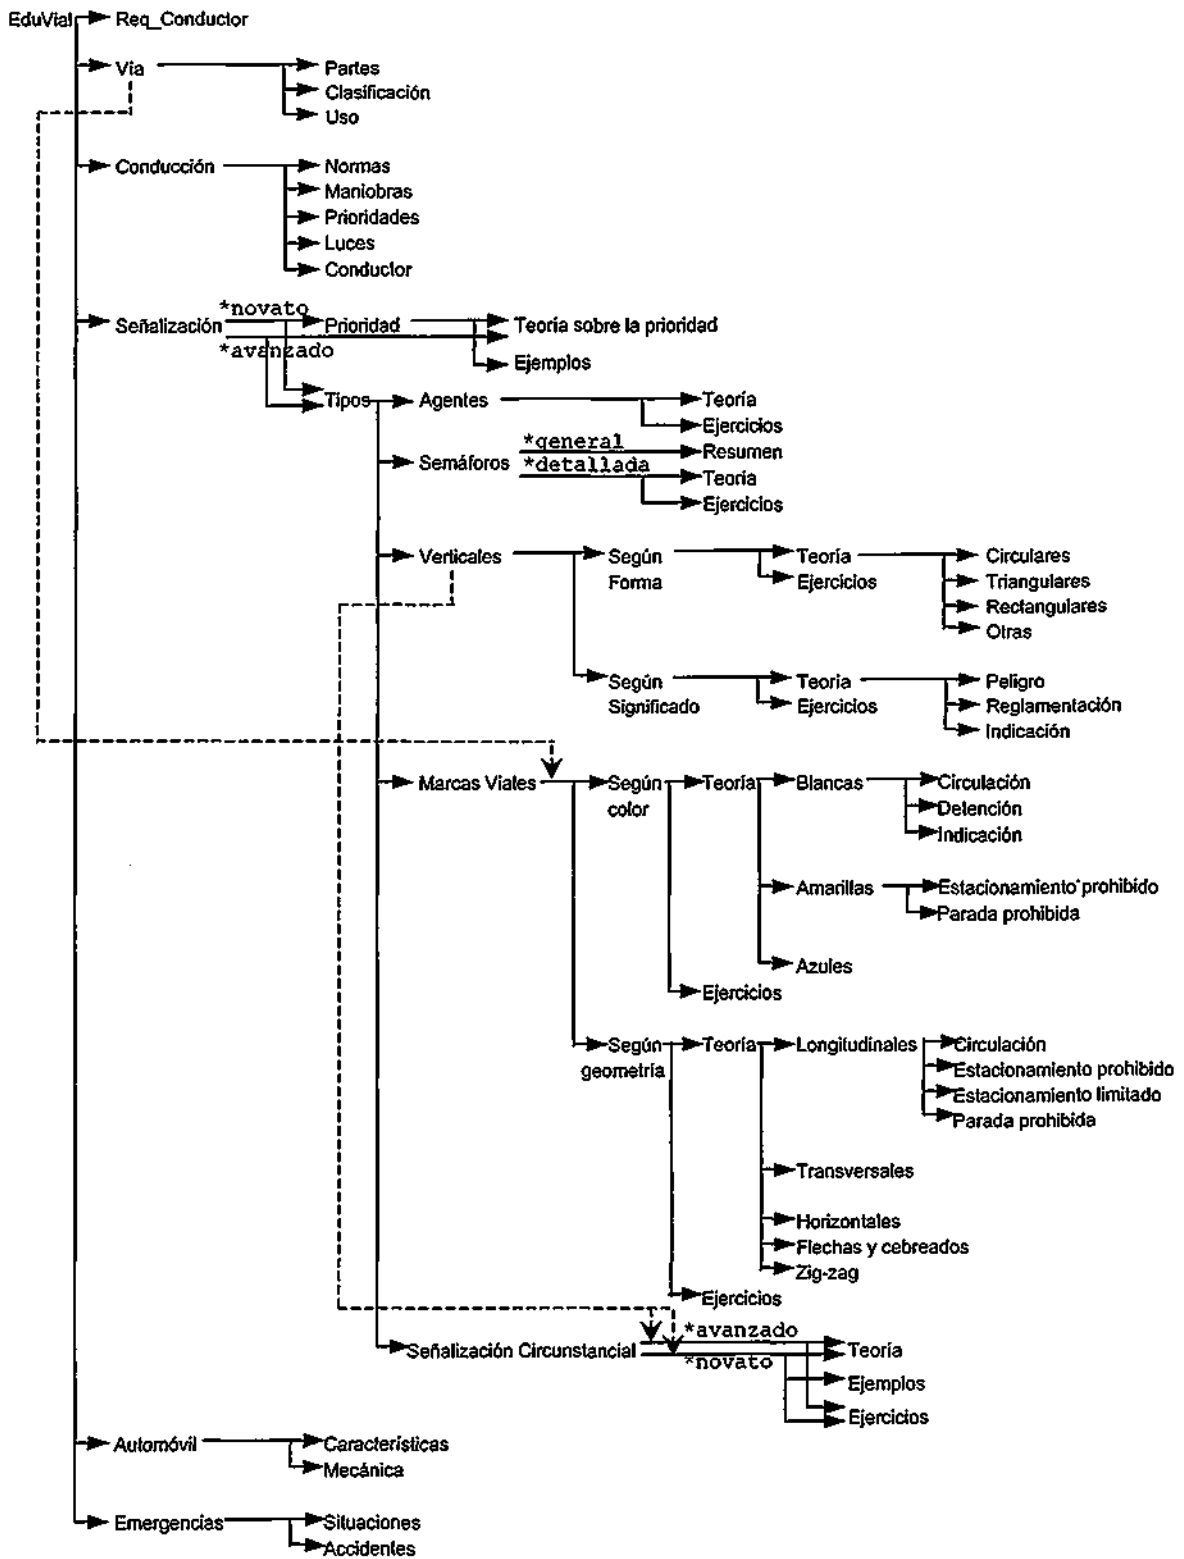 EduVial Req_Conductor
Vía Partes
Clasificación
Uso
Conducción Normas
Maniobras
Prioridades
Luces
Conductor
*novato
Señalización Prioridad Teoría sobre la prioridad
*avanzado
Ejemplos
Tipos Agentes Teoría
Ejercicios
*general Resumen
Semáforos *detallada
Teoría
Ejercicios
Verticales Según Teoría Circulares
Forma Ejercicios Triangulares
Rectangulares
Otras
Según Teoría Peligro
Significado Ejercicios Reglamentación
Indicación
Marcas Viales Según Teoría Blancas Circulación
color Detención
Indicación
Amarillas Estacionamiento prohibido
Parada prohibida
Azules
Ejercicios
Según Teoría Longitudinales Circulación
geometría Estacionamiento prohibido
Estacionamiento limitado
Parada prohibida
Transversales
Horizontales
Flechas y cebreados
Zig-zag
Ejercicios
*avanzado
Señalización Circunstancial Teoría
*novato
Ejemplos
Ejercicios
Automóvil Características
Mecánica
Emergencias Situaciones
Accidentes